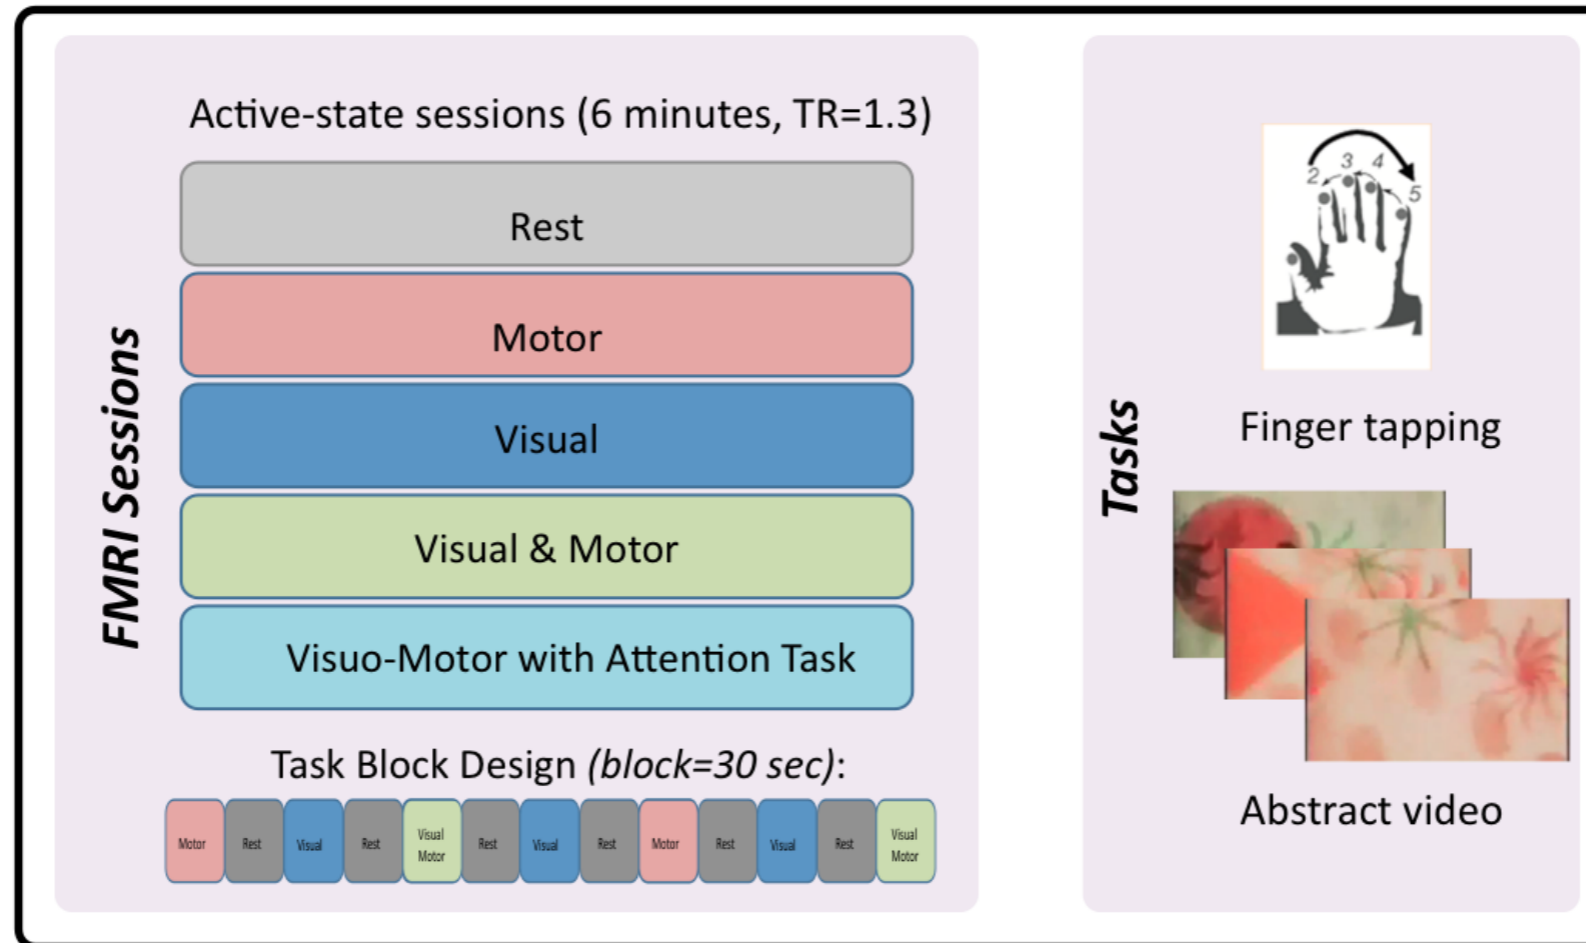 FMRI Sessions
Active-state sessions (6 minutes, TR=1.3)
Rest
Motor
Visual
Visual & Motor
Visuo-Motor with Attention Task
Task Block Design (block=30 sec):
Motor
Rest
Visual
Rest
Visual
Motor
Rest
Visual
Rest
Motor
Rest
Visual
Rest
Visual
Motor
Tasks
2 3 4 5
Finger tapping
Abstract video